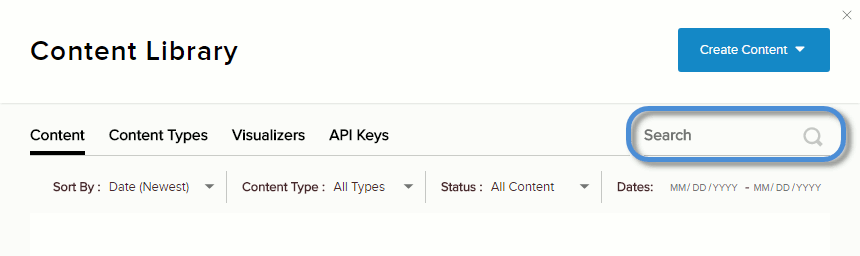 Content Library
Create Content
Content Content Types Visualizers API Keys Search
Sort By : Date (Newest) Content Type : All Types Status : All Content Dates: MM/ DD /YYYY - MM/ DD /YYYY